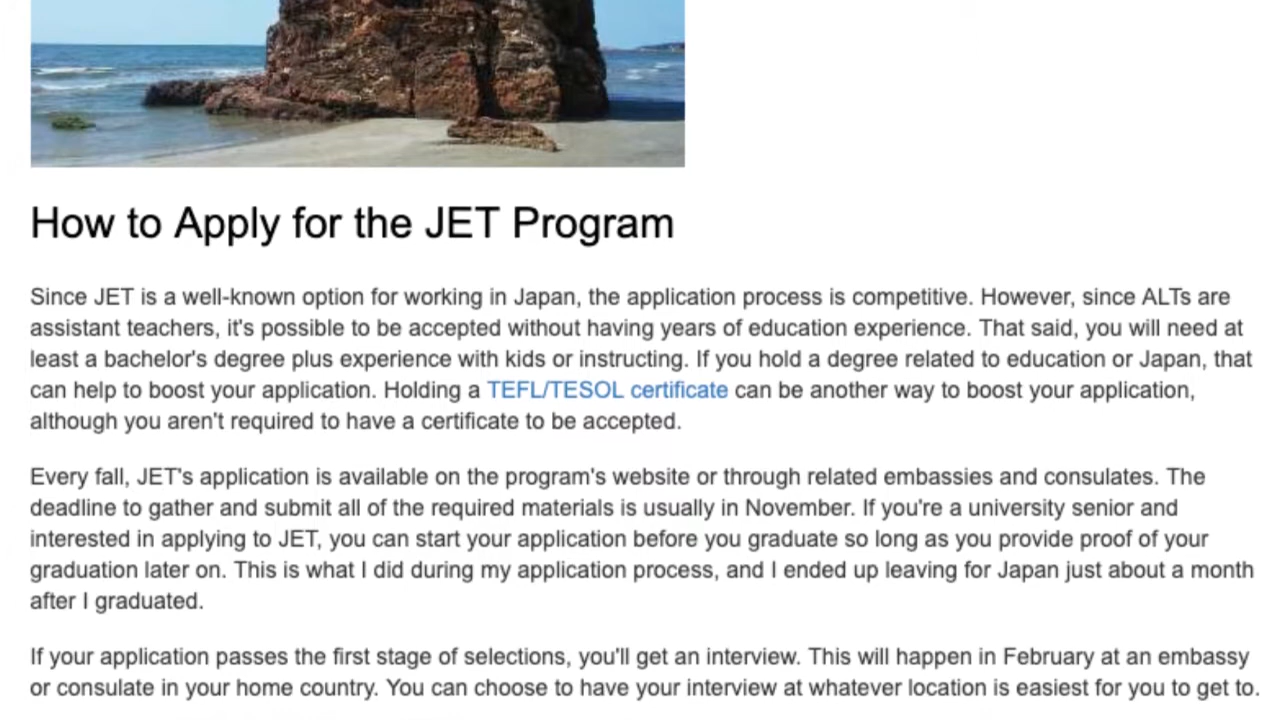 How to Apply for the JET Program
Since JET is a well-known option for working in Japan, the application process is competitive. However, since ALTs are
assistant teachers, it's possible to be accepted without having years of education experience. That said, you will need at
least a bachelor's degree plus experience with kids or instructing. If you hold a degree related to education or Japan, that
can help to boost your application. Holding a TEFL/TESOL certificate can be another way to boost your application,
although you aren't required to have a certificate to be accepted.
Every fall, JET's application is available on the program's website or through related embassies and consulates. The
deadline to gather and submit all of the required materials is usually in November. If you're a university senior and
interested in applying to JET, you can start your application before you graduate so long as you provide proof of your
graduation later on. This is what I did during my application process, and I ended up leaving for Japan just about a month
after I graduated.
If your application passes the first stage of selections, you'll get an interview. This will happen in February at an embassy
or consulate in your home country. You can choose to have your interview at whatever location is easiest for you to get to.